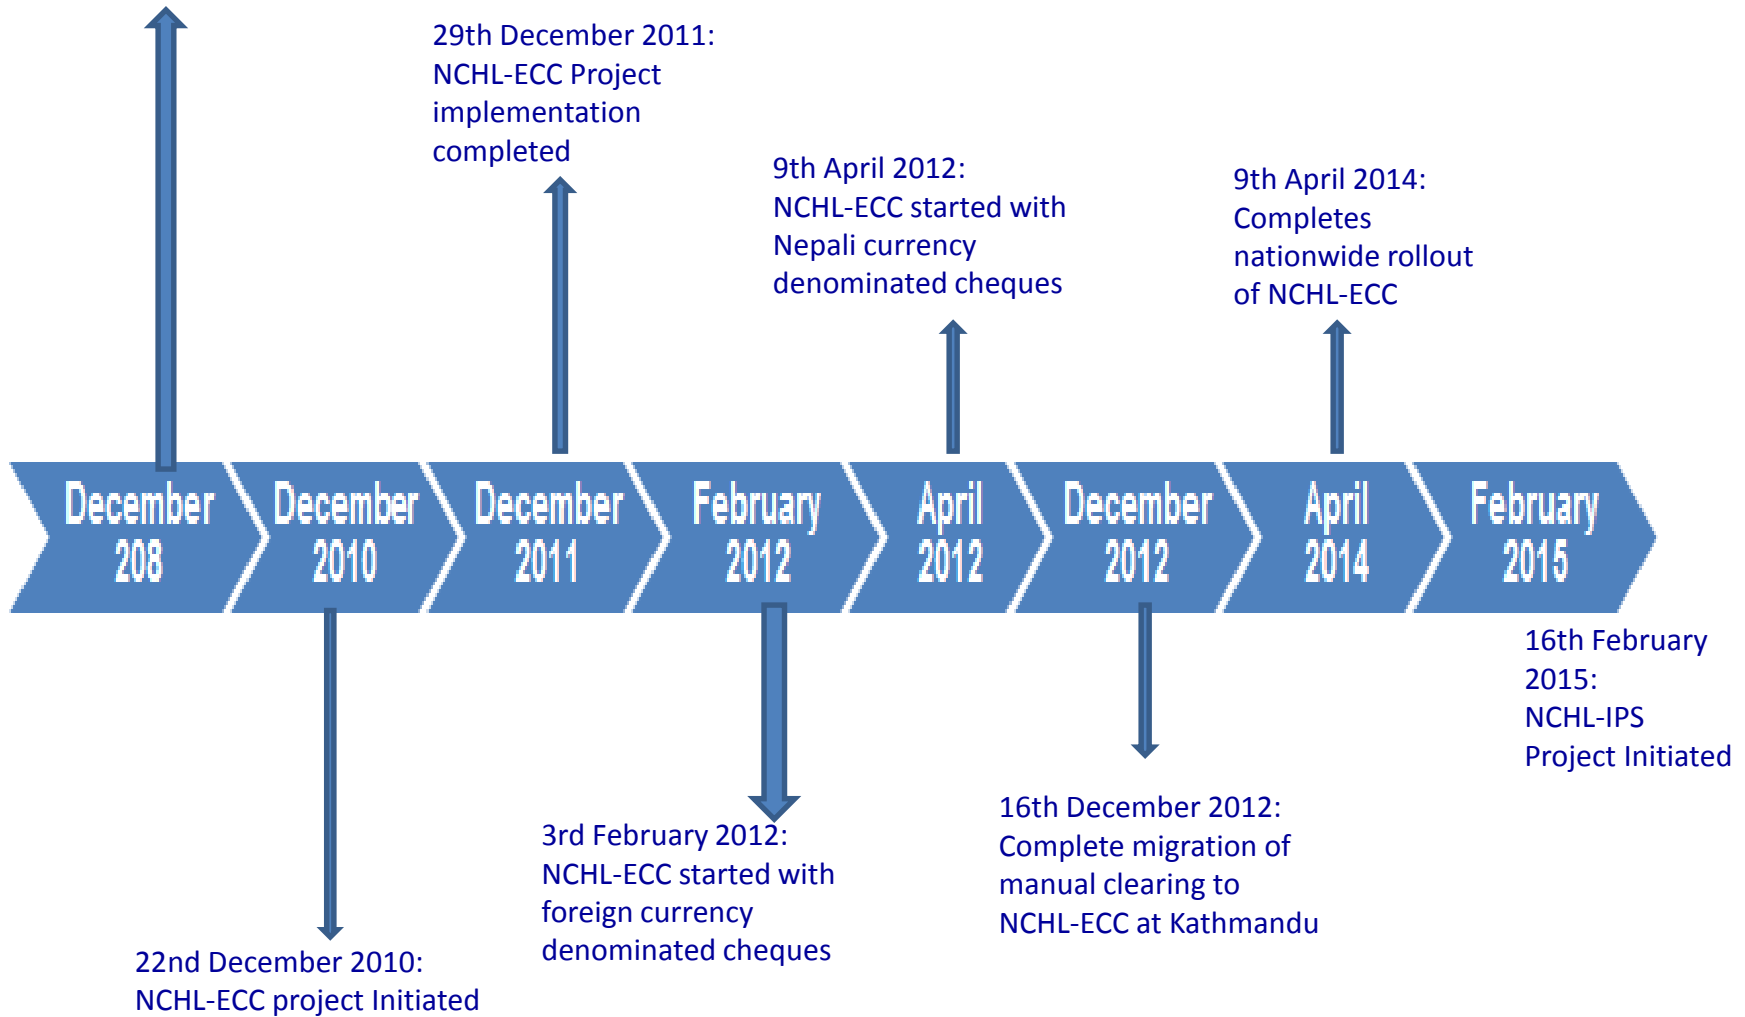 29th December 2011:
NCHL-ECC Project
implementation
completed
9th April 2012:
NCHL-ECC started with
Nepali currency
denominated cheques
9th April 2014:
Completes
nationwide rollout
of NCHL-ECC
December
208
December
2010
December
2011
February
2012
April
2012
December
2012
April
2014
February
2015
16th February
2015:
NCHL-IPS
Project Initiated
3rd February 2012:
NCHL-ECC started with
foreign currency
denominated cheques
16th December 2012:
Complete migration of
manual clearing to
NCHL-ECC at Kathmandu
22nd December 2010:
NCHL-ECC project Initiated